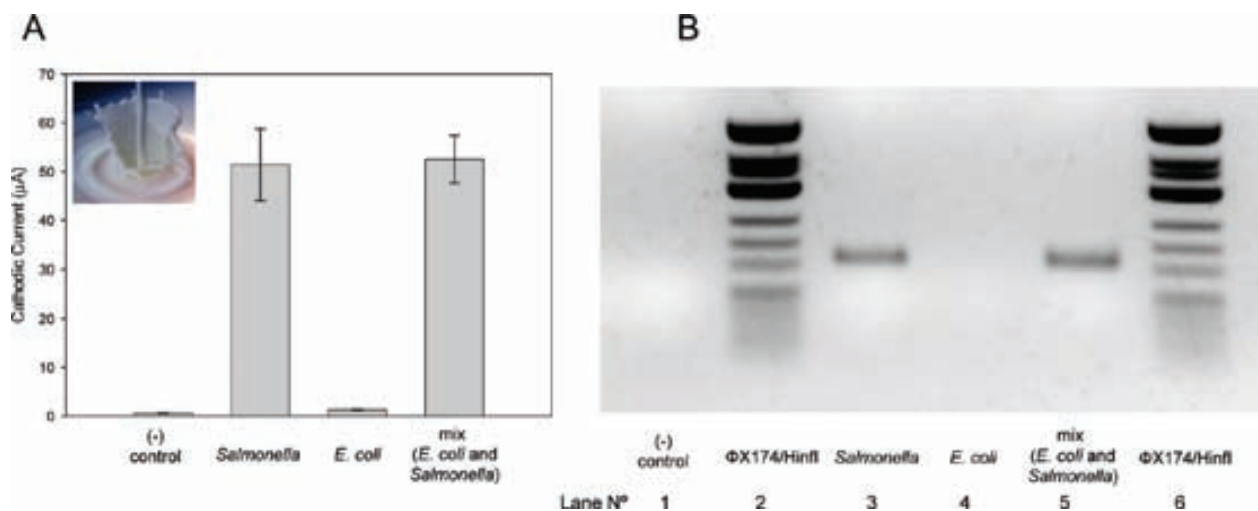 A
B
Cathodic Current (μA)
70
60
50
40
30
20
10
0
(-)
control
Salmonella
E. coli
mix
(E. coli and
Salmonella)
(-)
control
ΦX174/HinfI
Salmonella
E. coli
mix
(E. coli and
Salmonella)
ΦX174/HinfI
Lane Nº 1 2 3 4 5 6